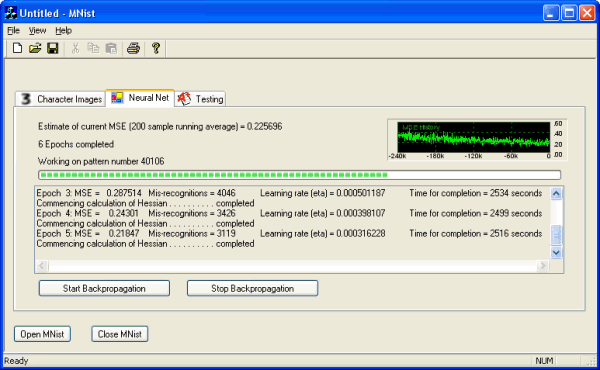 Untitled - MNist
File View Help
3 Character Images Neural Net Testing
Estimate of current MSE (200 sample running average) = 0.225696
6 Epochs completed
Working on pattern number 40106
MSE History
.60
.40
.20
0
-240k -180k -120k -60k 0
Epoch 3: MSE = 0.287514 Mis-recognitions = 4046 Learning rate (eta) = 0.000501187 Time for completion = 2534 seconds
Commencing calculation of Hessian . . . . . . . . . . completed
Epoch 4: MSE = 0.24301 Mis-recognitions = 3426 Learning rate (eta) = 0.000398107 Time for completion = 2499 seconds
Commencing calculation of Hessian . . . . . . . . . . completed
Epoch 5: MSE = 0.21847 Mis-recognitions = 3119 Learning rate (eta) = 0.000316228 Time for completion = 2516 seconds
Commencing calculation of Hessian . . . . . . . . . . completed
Start Backpropagation Stop Backpropagation
Open MNist Close MNist
Ready NUM